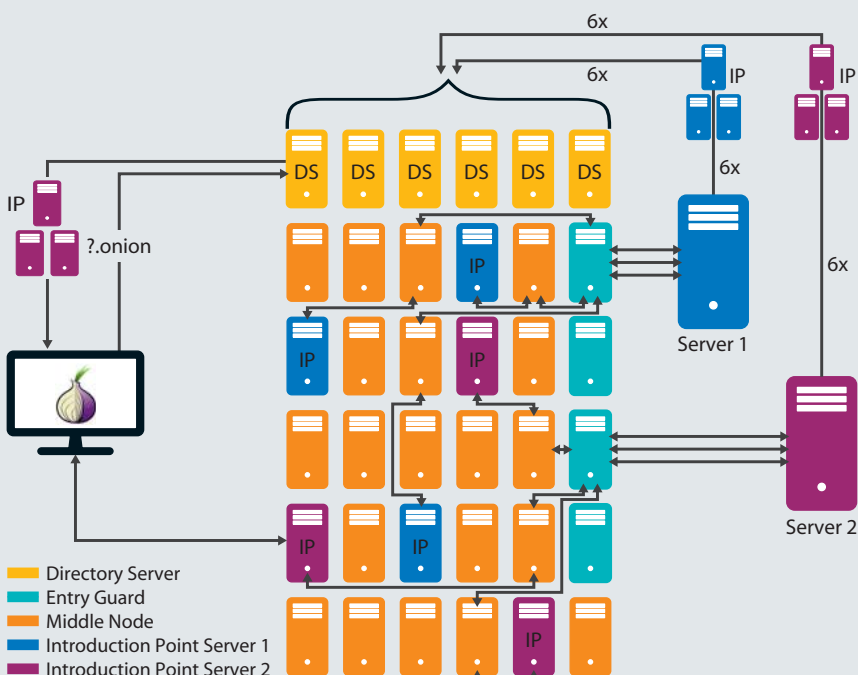 6x
6x
IP
IP
DS DS DS DS DS DS
6x
IP
?.onion
IP
6x
Server 1
IP
IP
Server 2
IP
IP
Directory Server
Entry Guard
Middle Node
Introduction Point Server 1
IP
Introduction Point Server 2